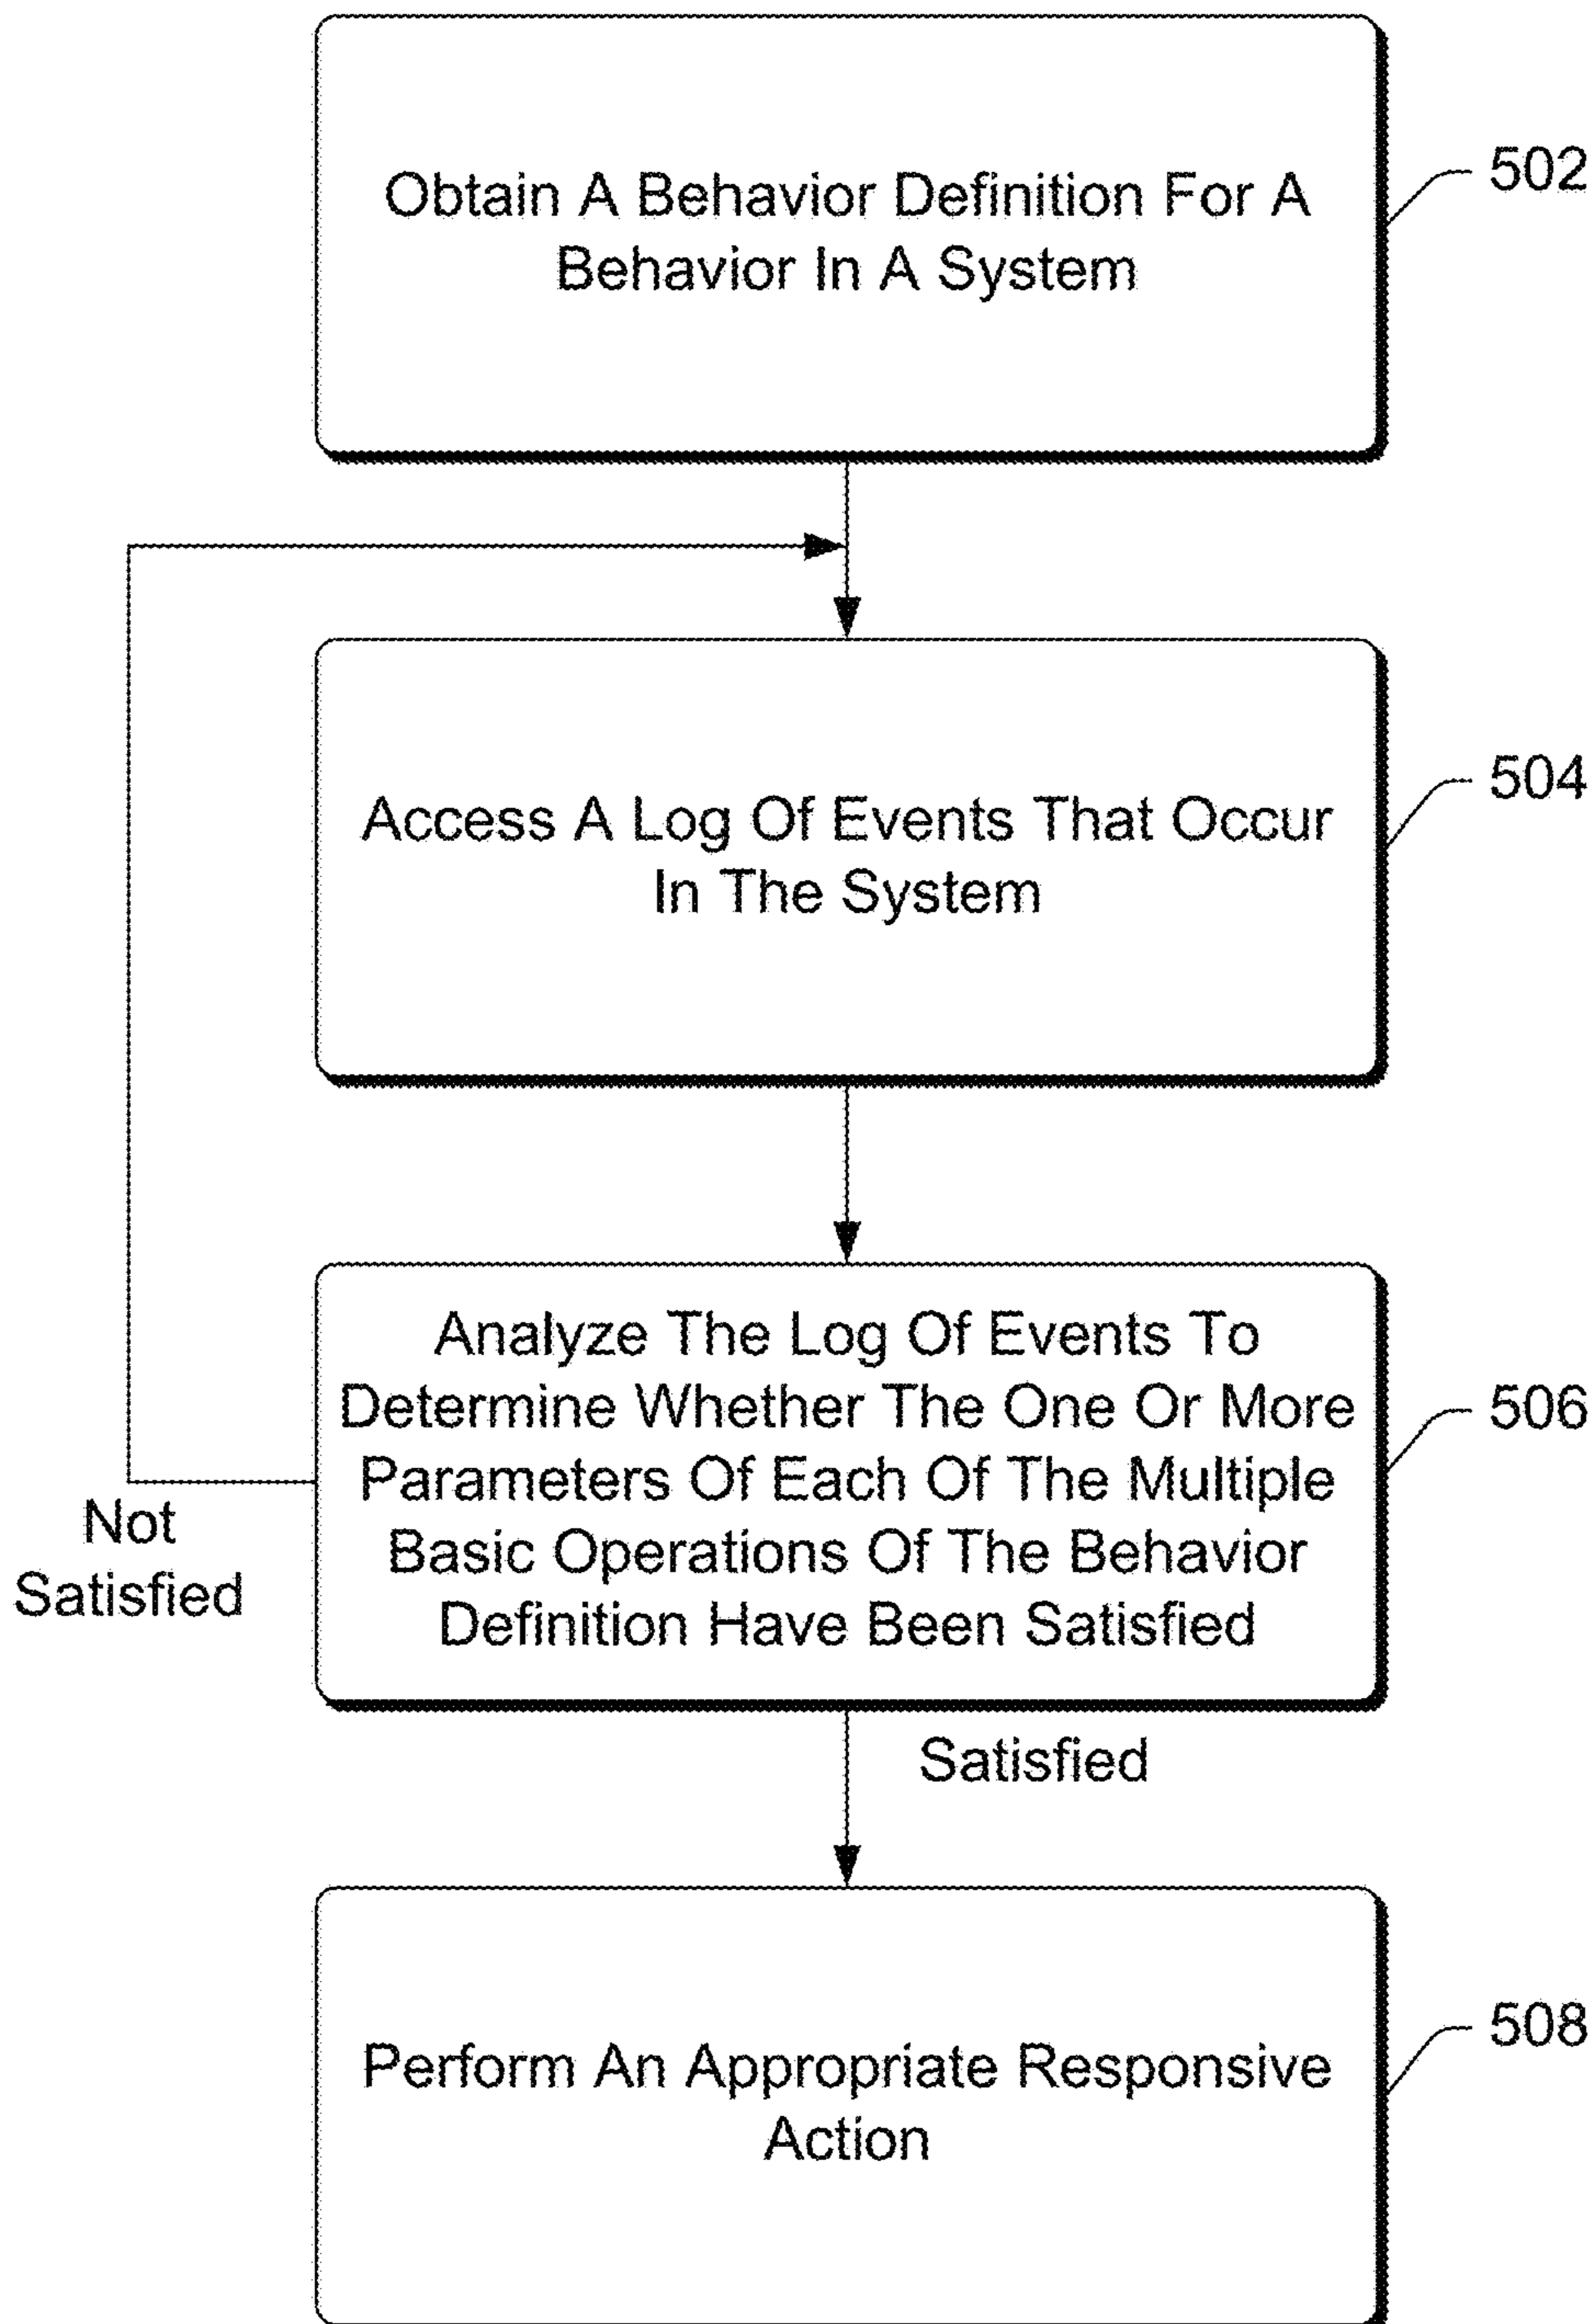 Obtain A Behavior Definition For A
Behavior In A System
502
Access A Log Of Events That Occur
In The System
504
Analyze The Log Of Events To
Determine Whether The One Or More
Parameters Of Each Of The Multiple
Basic Operations Of The Behavior
Definition Have Been Satisfied
506
Not
Satisfied
Satisfied
Perform An Appropriate Responsive
Action
508